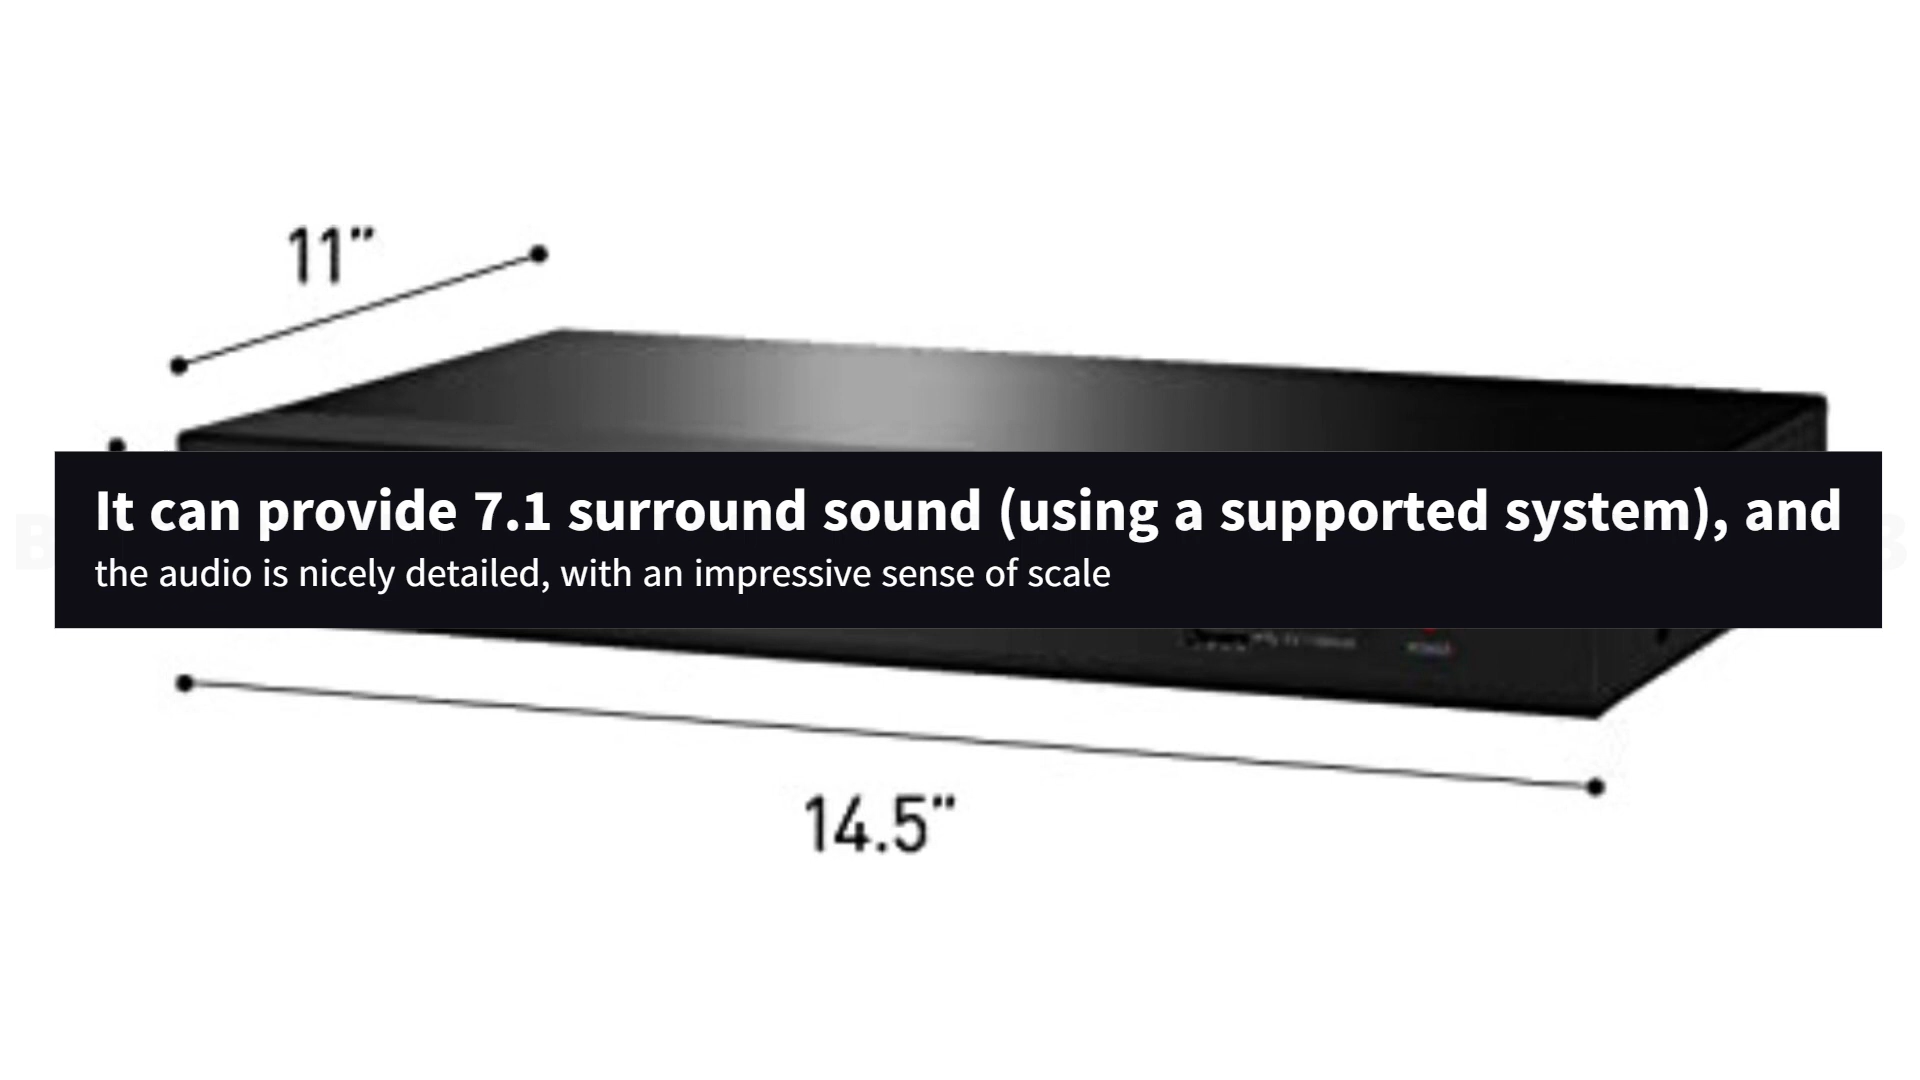 11”
It can provide 7.1 surround sound (using a supported system), and
the audio is nicely detailed, with an impressive sense of scale
14.5”